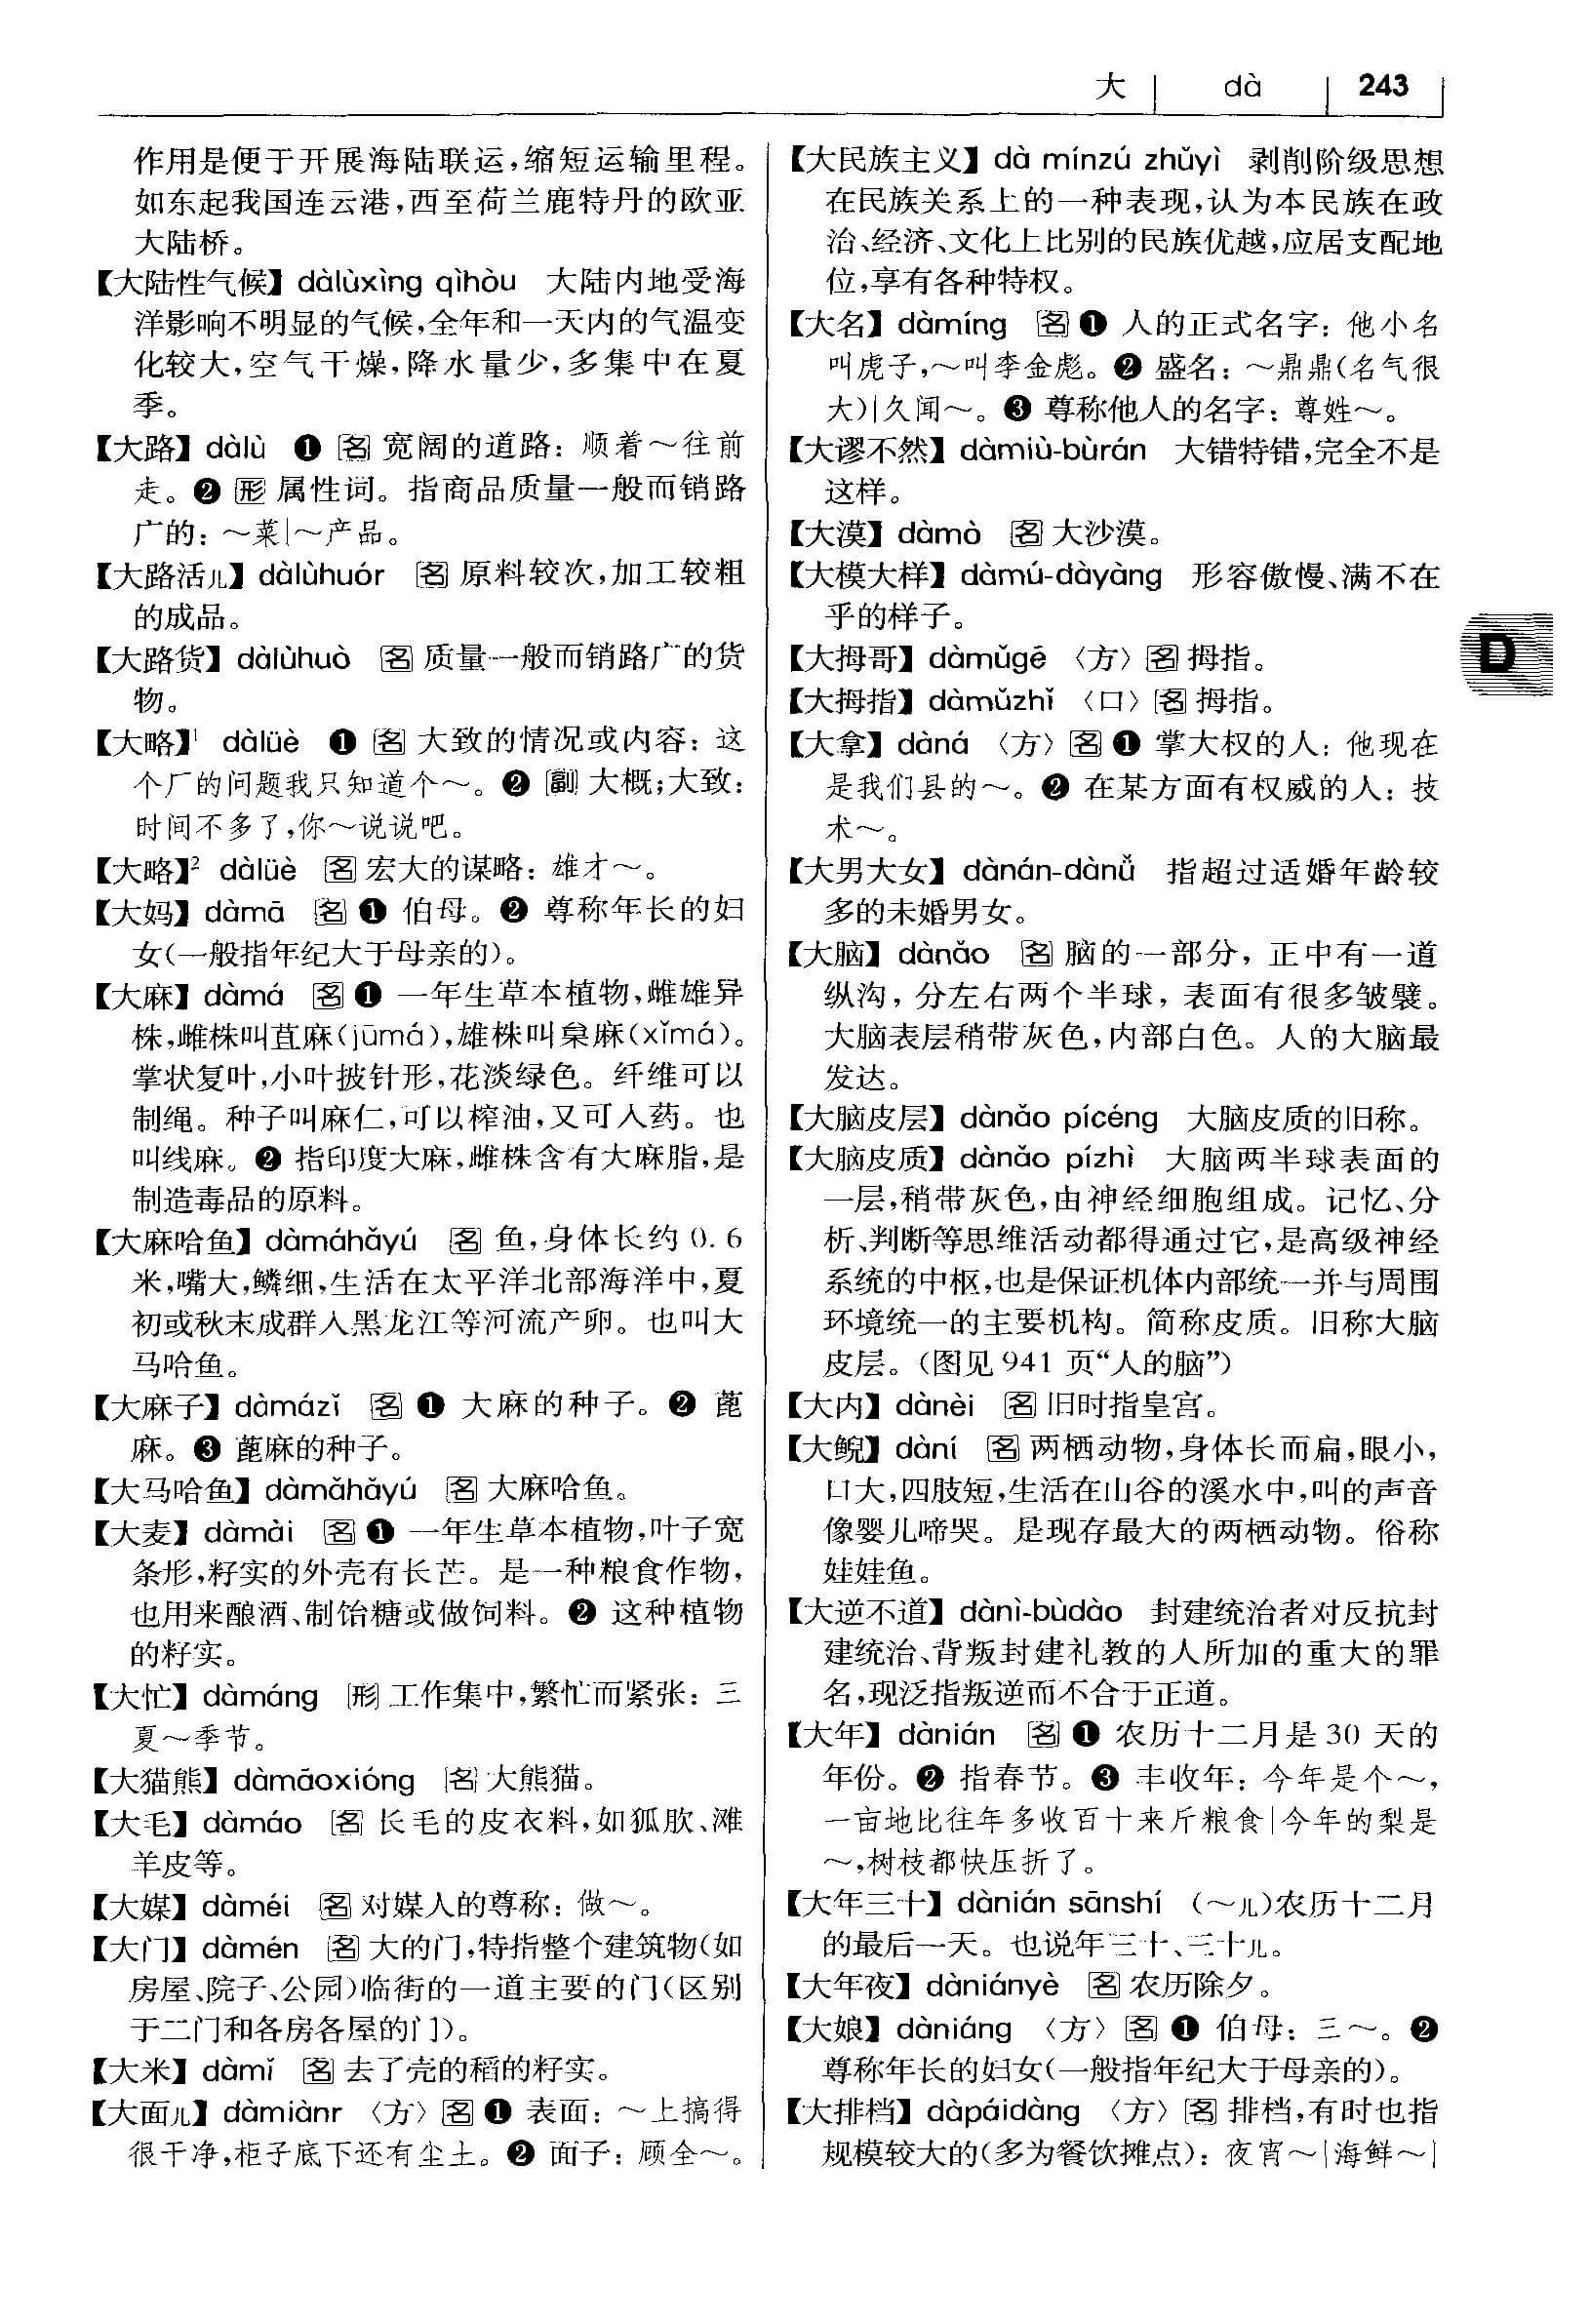 大 dà 243
作用是便于开展海陆联运,缩短运输里程。
如东起我国连云港,西至荷兰鹿特丹的欧亚
大陆桥。
【大陆性气候】dàlùxìng qìhòu 大陆内地受海
洋影响不明显的气候,全年和一天内的气温变
化较大,空气干燥,降水量少,多集中在夏
季。
【大路】dàlù ❶ 名 宽阔的道路：顺着～往前
走。❷ 形 属性词。指商品质量一般而销路
广的：～菜|～产品。
【大路活儿】dàlùhuór 名 原料较次,加工较粗
的成品。
【大路货】dàlùhuò 名 质量一般而销路广的货
物。
【大略】¹ dàlüè ❶ 名 大致的情况或内容：这
个厂的问题我只知道个～。❷ 副 大概;大致：
时间不多了,你～说说吧。
【大略】² dàlüè 名 宏大的谋略：雄才～。
【大妈】dàmā 名 ❶ 伯母。❷ 尊称年长的妇
女(一般指年纪大于母亲的)。
【大麻】dàmá 名 ❶ 一年生草本植物,雌雄异
株,雌株叫苴麻(jūmá),雄株叫枲麻(xǐmá)。
掌状复叶,小叶披针形,花淡绿色。纤维可以
制绳。种子叫麻仁,可以榨油,又可入药。也
叫线麻。❷ 指印度大麻,雌株含有大麻脂,是
制造毒品的原料。
【大麻哈鱼】dàmáhǎyú 名 鱼,身体长约 0.6
米,嘴大,鳞细,生活在太平洋北部海洋中,夏
初或秋末成群入黑龙江等河流产卵。也叫大
马哈鱼。
【大麻子】dàmázǐ 名 ❶ 大麻的种子。❷ 蓖
麻。❸ 蓖麻的种子。
【大马哈鱼】dàmǎhǎyú 名 大麻哈鱼。
【大麦】dàmài 名 ❶ 一年生草本植物,叶子宽
条形,籽实的外壳有长芒。是一种粮食作物,
也用来酿酒、制饴糖或做饲料。❷ 这种植物
的籽实。
【大忙】dàmáng 形 工作集中,繁忙而紧张：三
夏～季节。
【大猫熊】dàmāoxióng 名 大熊猫。
【大毛】dàmáo 名 长毛的皮衣料,如狐肷、滩
羊皮等。
【大媒】dàméi 名 对媒人的尊称：做～。
【大门】dàmén 名 大的门,特指整个建筑物(如
房屋、院子、公园)临街的一道主要的门(区别
于二门和各房各屋的门)。
【大米】dàmǐ 名 去了壳的稻的籽实。
【大面儿】dàmiànr 〈方〉名 ❶ 表面：～上搞得
很干净,柜子底下还有尘土。❷ 面子：顾全～。
【大民族主义】dà mínzú zhǔyì 剥削阶级思想
在民族关系上的一种表现,认为本民族在政
治、经济、文化上比别的民族优越,应居支配地
位,享有各种特权。
【大名】dàmíng 名 ❶ 人的正式名字：他小名
叫虎子,～叫李金彪。❷ 盛名：～鼎鼎(名气很
大)|久闻～。❸ 尊称他人的名字：尊姓～。
【大谬不然】dàmiù-bùrán 大错特错,完全不是
这样。
【大漠】dàmò 名 大沙漠。
【大模大样】dàmú-dàyàng 形容傲慢、满不在
乎的样子。
【大拇哥】dàmǔgē 〈方〉名 拇指。
【大拇指】dàmǔzhǐ 〈口〉名 拇指。
【大拿】dàná 〈方〉名 ❶ 掌大权的人：他现在
是我们县的～。❷ 在某方面有权威的人：技
术～。
【大男大女】dànán-dànǚ 指超过适婚年龄较
多的未婚男女。
【大脑】dànǎo 名 脑的一部分，正中有一道
纵沟，分左右两个半球，表面有很多皱襞。
大脑表层稍带灰色,内部白色。人的大脑最
发达。
【大脑皮层】dànǎo pícéng 大脑皮质的旧称。
【大脑皮质】dànǎo pízhì 大脑两半球表面的
一层,稍带灰色,由神经细胞组成。记忆、分
析、判断等思维活动都得通过它,是高级神经
系统的中枢,也是保证机体内部统一并与周围
环境统一的主要机构。简称皮质。旧称大脑
皮层。(图见 941 页“人的脑”)
【大内】dànèi 名 旧时指皇宫。
【大鲵】dàní 名 两栖动物,身体长而扁,眼小,
口大,四肢短,生活在山谷的溪水中,叫的声音
像婴儿啼哭。是现存最大的两栖动物。俗称
娃娃鱼。
【大逆不道】dànì-bùdào 封建统治者对反抗封
建统治、背叛封建礼教的人所加的重大的罪
名,现泛指叛逆而不合于正道。
【大年】dànián 名 ❶ 农历十二月是 30 天的
年份。❷ 指春节。❸ 丰收年：今年是个～,
一亩地比往年多收百十来斤粮食|今年的梨是
～,树枝都快压折了。
【大年三十】dànián sānshí (～儿)农历十二月
的最后一天。也说年三十、三十儿。
【大年夜】dàniányè 名 农历除夕。
【大娘】dàniáng 〈方〉名 ❶ 伯母：三～。❷
尊称年长的妇女(一般指年纪大于母亲的)。
【大排档】dàpáidàng 〈方〉名 排档,有时也指
规模较大的(多为餐饮摊点)：夜宵～|海鲜～|
D